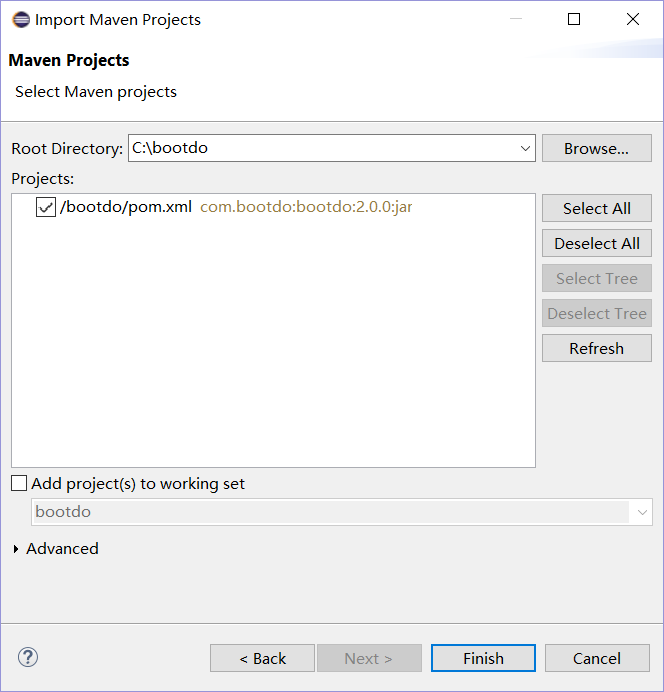 Import Maven Projects
Maven Projects
Select Maven projects
Root Directory: C:\bootdo Browse...
Projects:
/bootdo/pom.xml com.bootdo:bootdo:2.0.0:jar
Select All
Deselect All
Select Tree
Deselect Tree
Refresh
Add project(s) to working set
bootdo
Advanced
? < Back Next > Finish Cancel